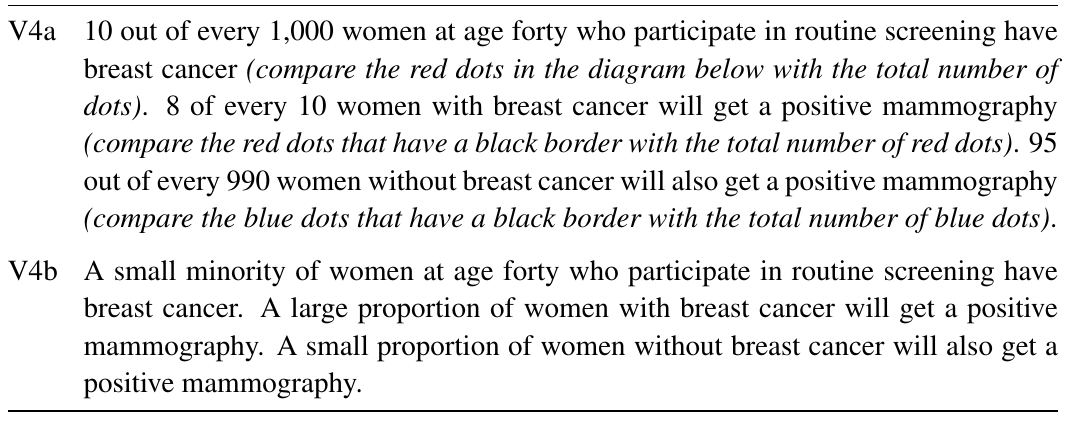 V4a 10 out of every 1,000 women at age forty who participate in routine screening have
breast cancer (compare the red dots in the diagram below with the total number of
dots). 8 of every 10 women with breast cancer will get a positive mammography
(compare the red dots that have a black border with the total number of red dots). 95
out of every 990 women without breast cancer will also get a positive mammography
(compare the blue dots that have a black border with the total number of blue dots).
V4b A small minority of women at age forty who participate in routine screening have
breast cancer. A large proportion of women with breast cancer will get a positive
mammography. A small proportion of women without breast cancer will also get a
positive mammography.